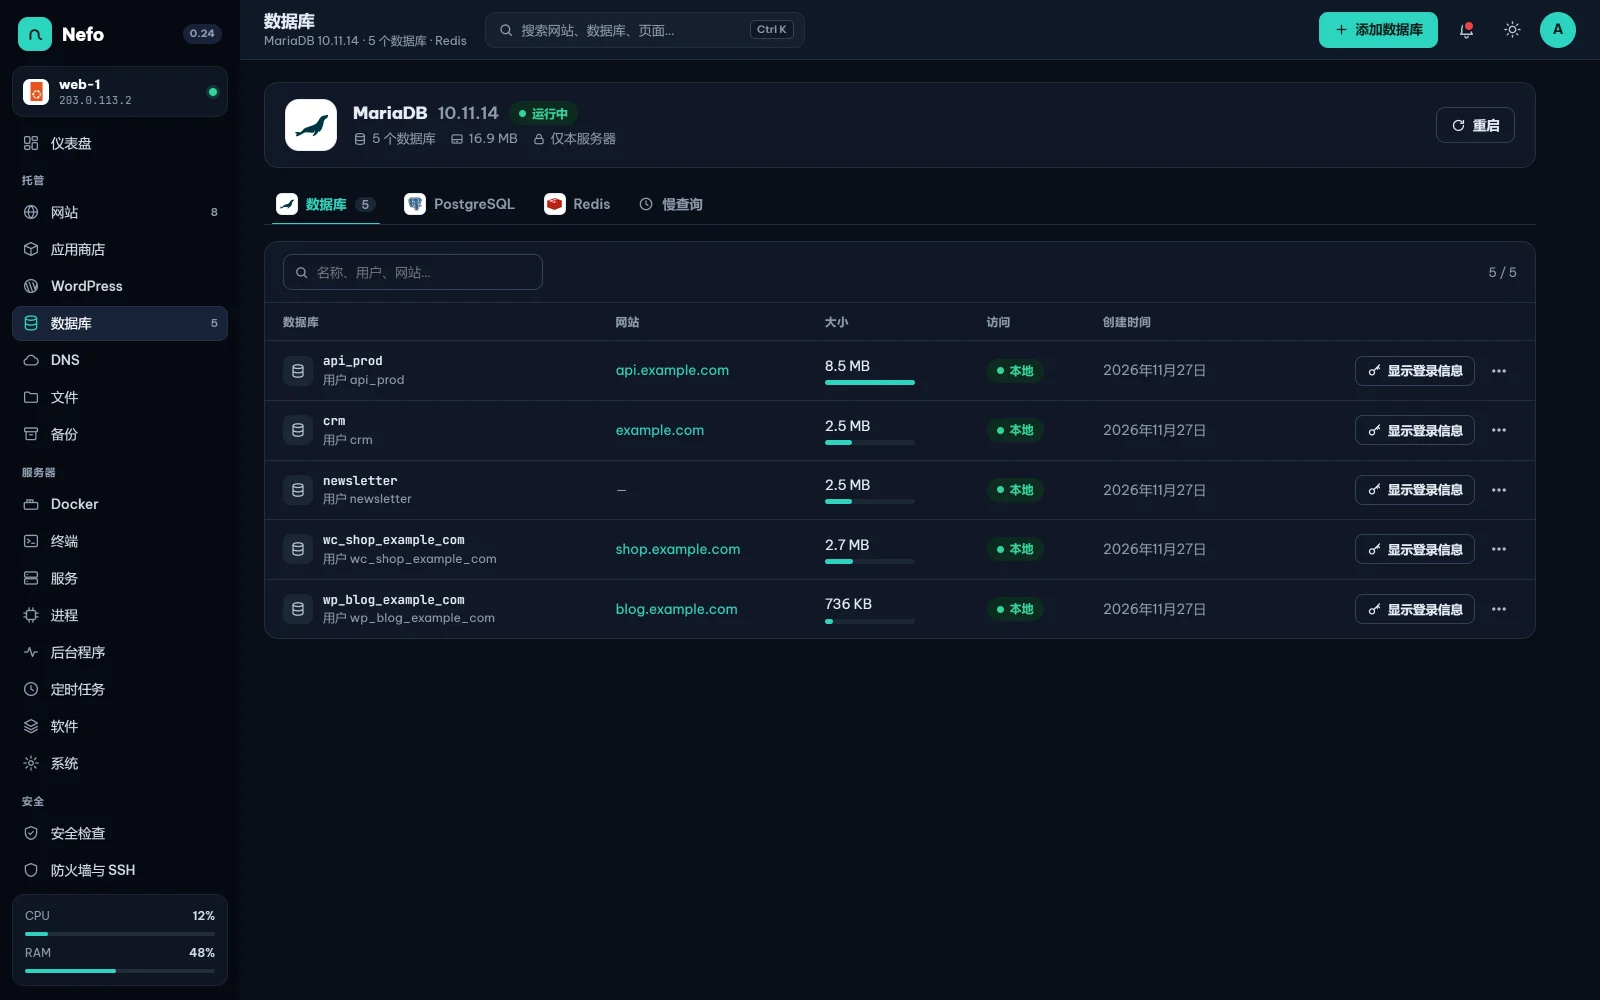 Nefo
0.24
web-1
203.0.113.2
仪表盘
托管
网站 8
应用商店
WordPress
数据库 5
DNS
文件
备份
服务器
Docker
终端
服务
进程
后台程序
定时任务
软件
系统
安全
安全检查
防火墙与 SSH
CPU 12%
RAM 48%
数据库
MariaDB 10.11.14 · 5 个数据库 · Redis
搜索网站、数据库、页面... Ctrl K
添加数据库
A
MariaDB 10.11.14 运行中
5 个数据库 16.9 MB 仅本服务器
重启
数据库 5 PostgreSQL Redis 慢查询
名称、用户、网站... 5 / 5
数据库 网站 大小 访问 创建时间
api_prod
用户 api_prod
api.example.com 8.5 MB 本地 2026年11月27日 显示登录信息
crm
用户 crm
example.com 2.5 MB 本地 2026年11月27日 显示登录信息
newsletter
用户 newsletter
— 2.5 MB 本地 2026年11月27日 显示登录信息
wc_shop_example_com
用户 wc_shop_example_com
shop.example.com 2.7 MB 本地 2026年11月27日 显示登录信息
wp_blog_example_com
用户 wp_blog_example_com
blog.example.com 736 KB 本地 2026年11月27日 显示登录信息